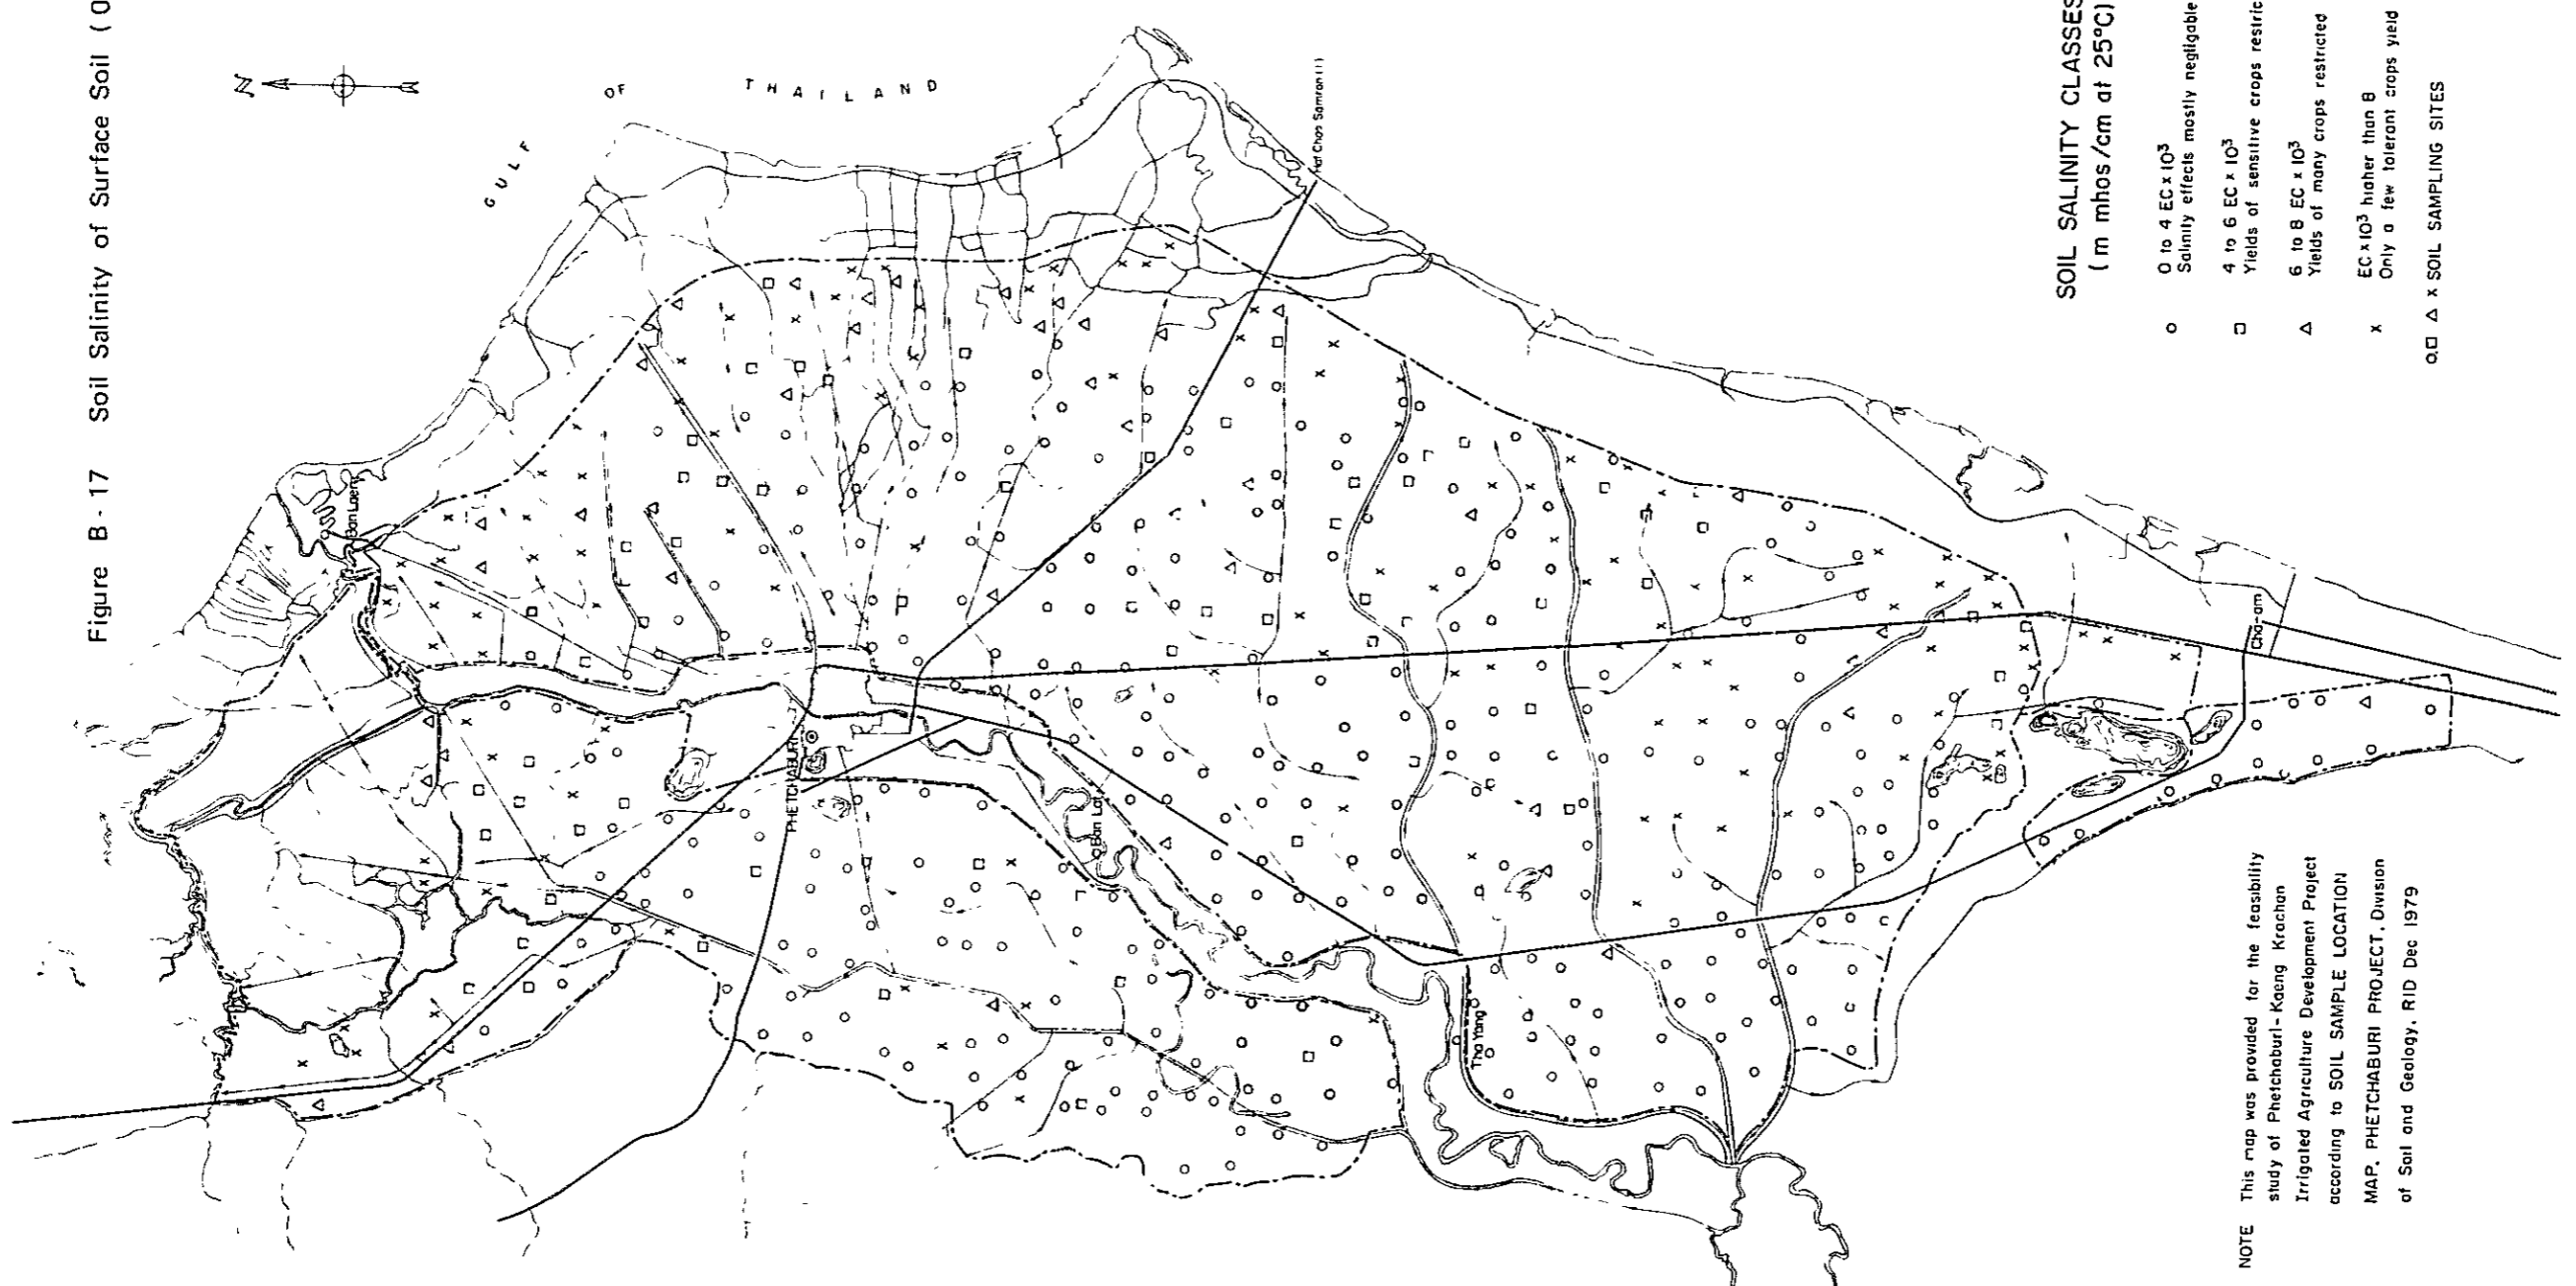 Figure B - 17 Soil Salinity of Surface Soil ( 0
N
GULF OF THAILAND
Ban Laem
Hat Chao Samran(1)
PHETCHABURI
Ban Lat
Tha Yang
Cha-am
SOIL SALINITY CLASSES
( m mhos /cm at 25°C)
O 0 to 4 EC x 10³
Salinity effects mostly negligable
□ 4 to 6 EC x 10³
Yields of sensitive crops restric
△ 6 to 8 EC x 10³
Yields of many crops restricted
x EC x 10³ higher than 8
Only a few tolerant crops yield
O,□ △ x SOIL SAMPLING SITES
NOTE This map was provided for the feasibility
study of Phetchaburi-Kaeng Krachan
Irrigated Agriculture Development Project
according to SOIL SAMPLE LOCATION
MAP, PHETCHABURI PROJECT, Division
of Soil and Geology, RID Dec 1979